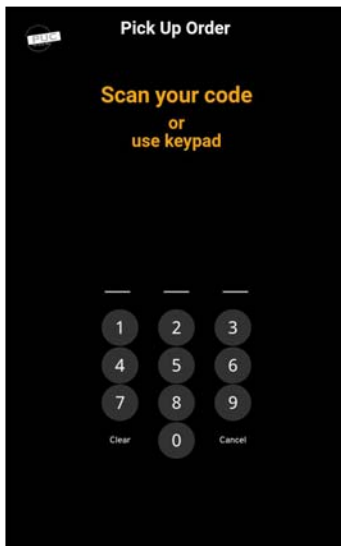 PUC
Pick Up Order
Scan your code
or
use keypad
1 2 3
4 5 6
7 8 9
Clear 0 Cancel